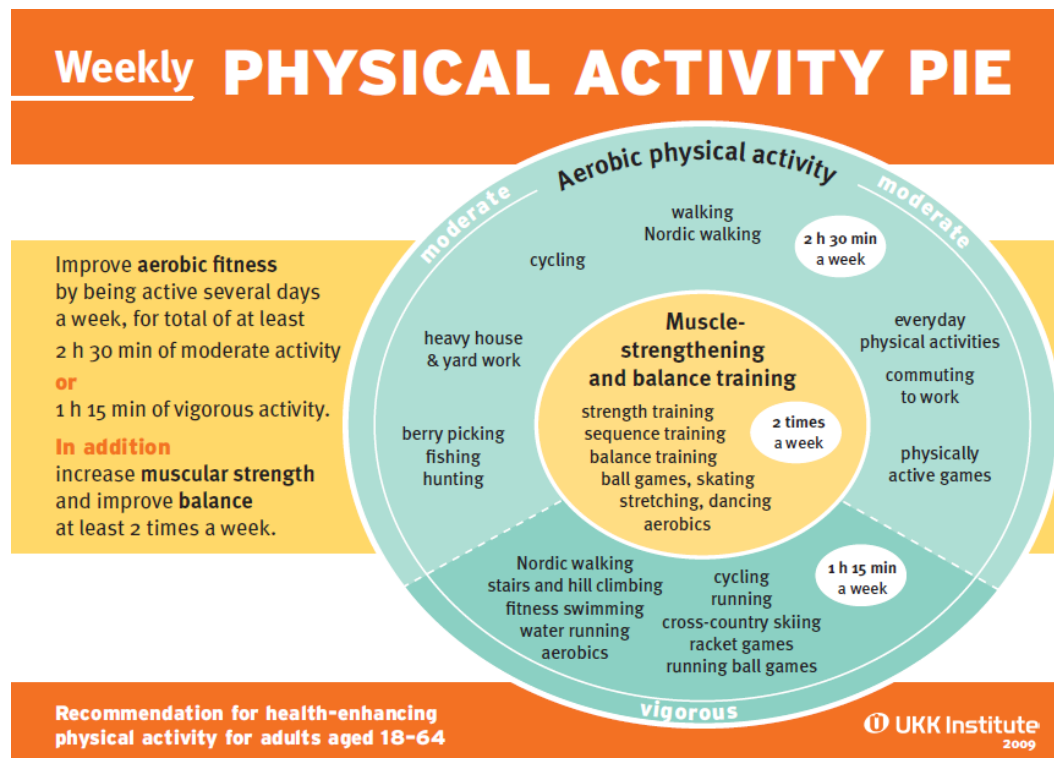 Weekly PHYSICAL ACTIVITY PIE
Improve aerobic fitness
by being active several days
a week, for total of at least
2 h 30 min of moderate activity
or
1 h 15 min of vigorous activity.
In addition
increase muscular strength
and improve balance
at least 2 times a week.
Aerobic physical activity
moderate
moderate
walking
Nordic walking
2 h 30 min
a week
cycling
heavy house
& yard work
berry picking
fishing
hunting
everyday
physical activities
commuting
to work
physically
active games
Muscle-
strengthening
and balance training
strength training
sequence training
balance training
ball games, skating
stretching, dancing
aerobics
2 times
a week
Nordic walking
stairs and hill climbing
fitness swimming
water running
aerobics
cycling
running
cross-country skiing
racket games
running ball games
1 h 15 min
a week
vigorous
Recommendation for health-enhancing
physical activity for adults aged 18–64
UKK Institute
2009